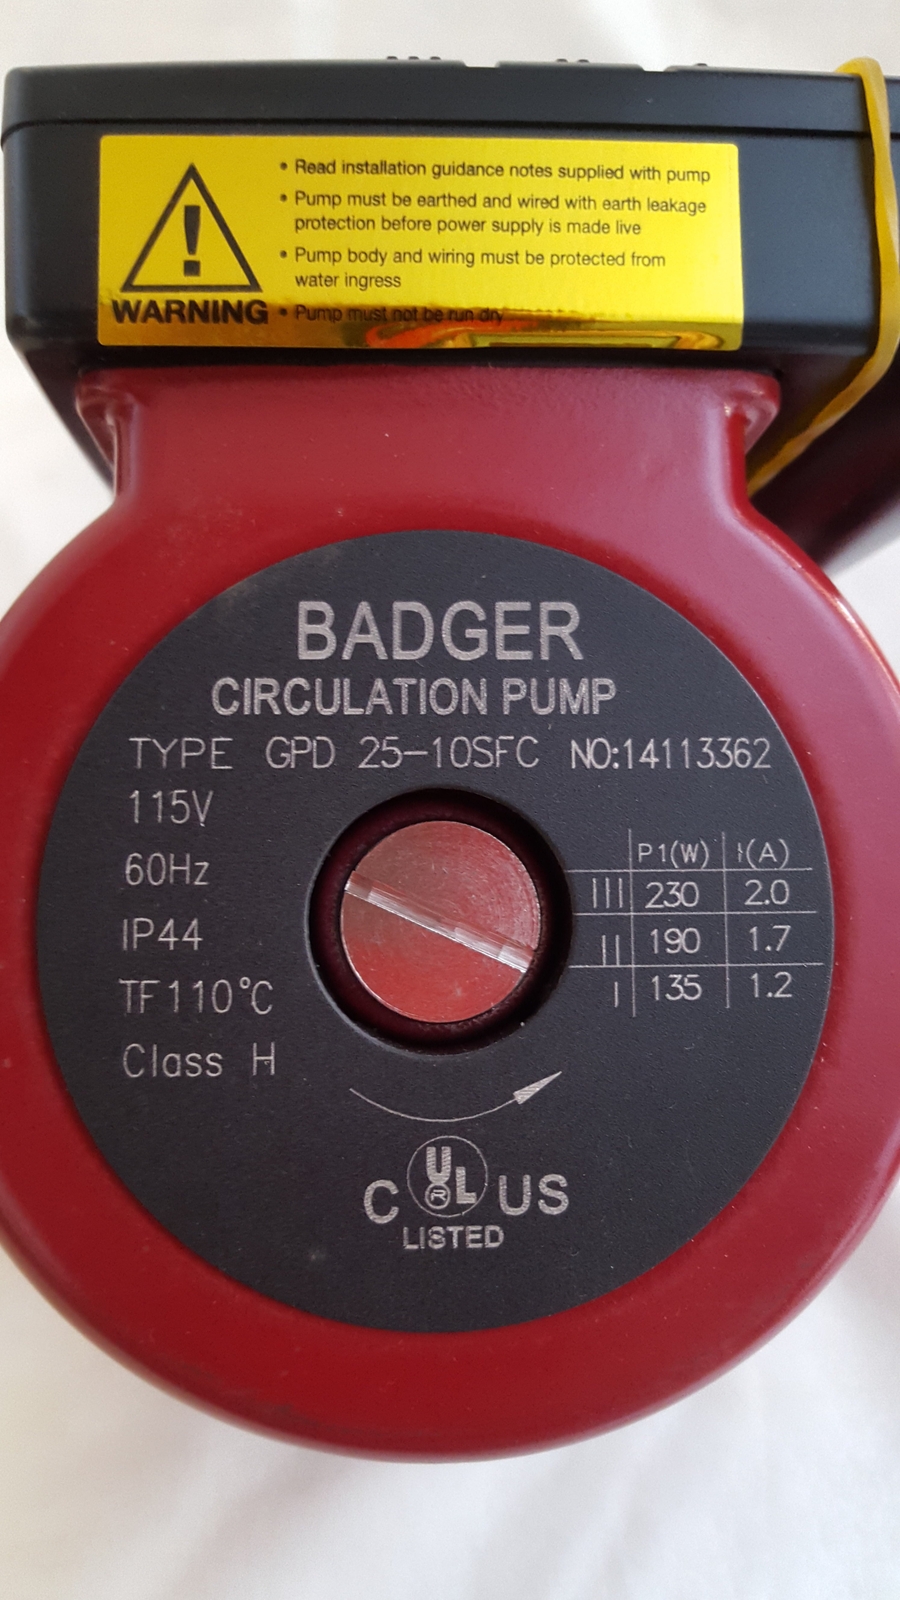 • Read installation guidance notes supplied with pump
• Pump must be earthed and wired with earth leakage
protection before power supply is made live
• Pump body and wiring must be protected from
water ingress
• Pump must not be run dry
!
WARNING
BADGER
CIRCULATION PUMP
TYPE GPD 25-10SFC NO:14113362
115V
60Hz
IP44
TF110°C
Class H
P1(W) I(A)
III 230 2.0
II 190 1.7
I 135 1.2
C UL® US
LISTED